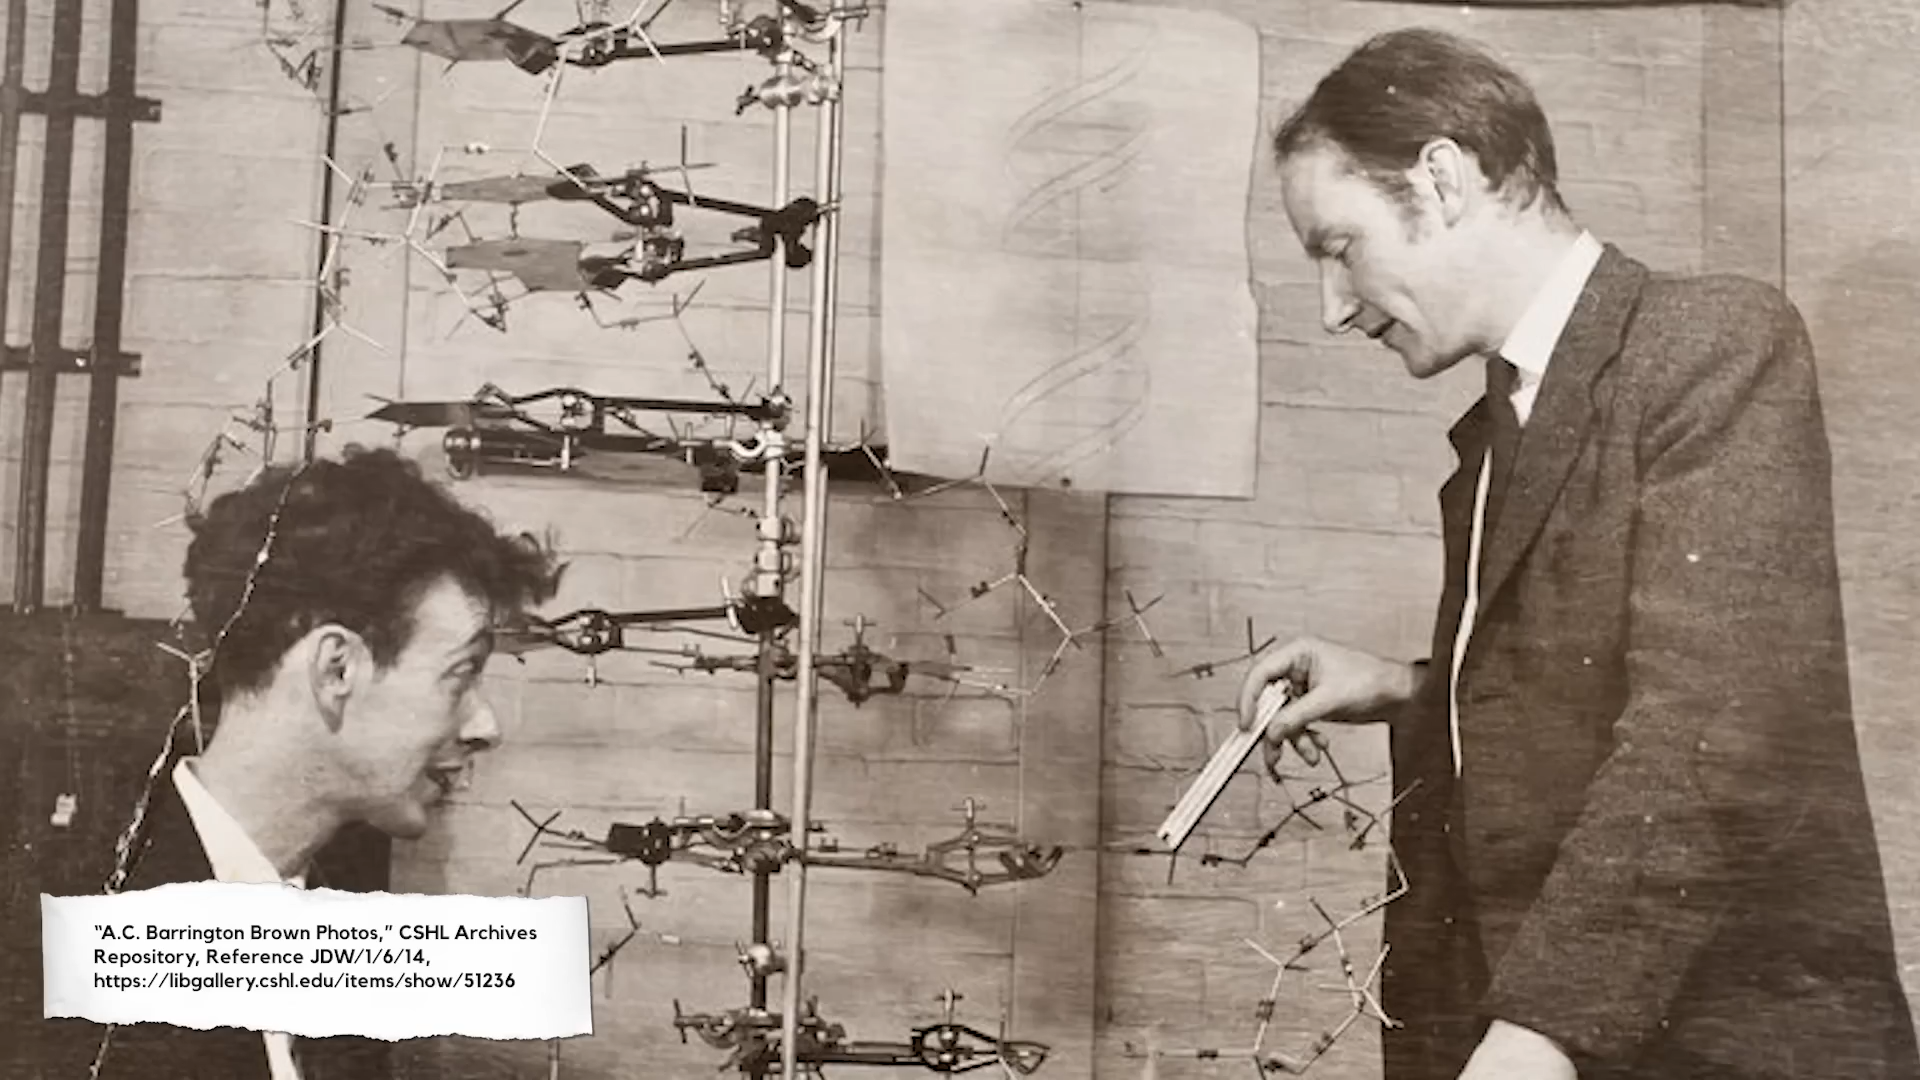 “A.C. Barrington Brown Photos,” CSHL Archives
Repository, Reference JDW/1/6/14,
https://libgallery.cshl.edu/items/show/51236